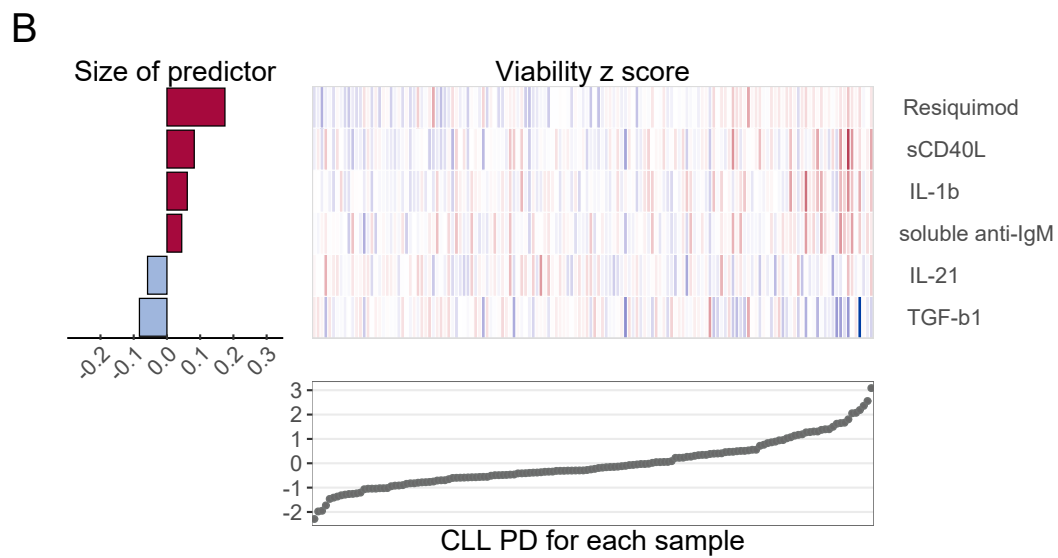 B
Size of predictor
Viability z score
Resiquimod
sCD40L
IL-1b
soluble anti-IgM
IL-21
TGF-b1
-0.2 -0.1 0.0 0.1 0.2 0.3
3
2
1
0
-1
-2
CLL PD for each sample